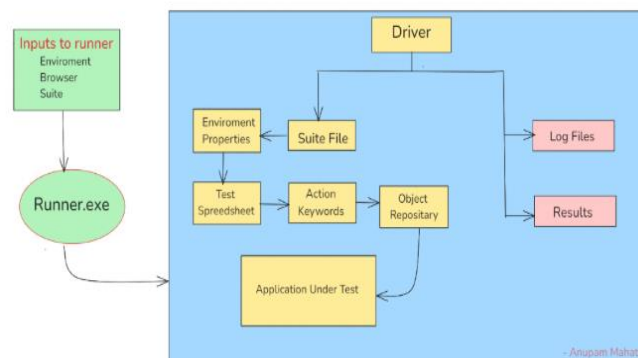 Inputs to runner
Enviroment
Browser
Suite
Runner.exe
Driver
Enviroment
Properties
Suite File
Test
Spreedsheet
Action
Keywords
Object
Repositary
Application Under Test
Log Files
Results
- Anupam Mahat